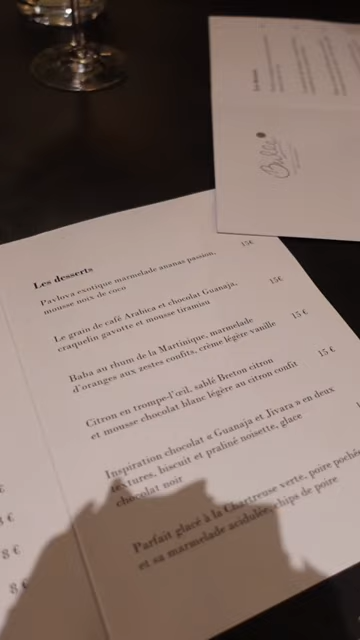 Les desserts
Pavlova exotique marmelade ananas passion, 15€
mousse noix de coco
Le grain de café Arabica et chocolat Guanaja, 15€
craquelin gavotte et mousse tiramisu
Baba au rhum de la Martinique, marmelade 15 €
d'oranges aux zestes confits, crème légère vanille
Citron en trompe-l'œil, sablé Breton citron 15 €
et mousse chocolat blanc légère au citron confit
Inspiration chocolat « Guanaja et Jivara » en deux
textures, biscuit et praliné noisette, glace
chocolat noir
Parfait glacé à la Chartreuse verte, poire pochée
et sa marmelade acidulée, chips de poire
€
€
8 €
8 €